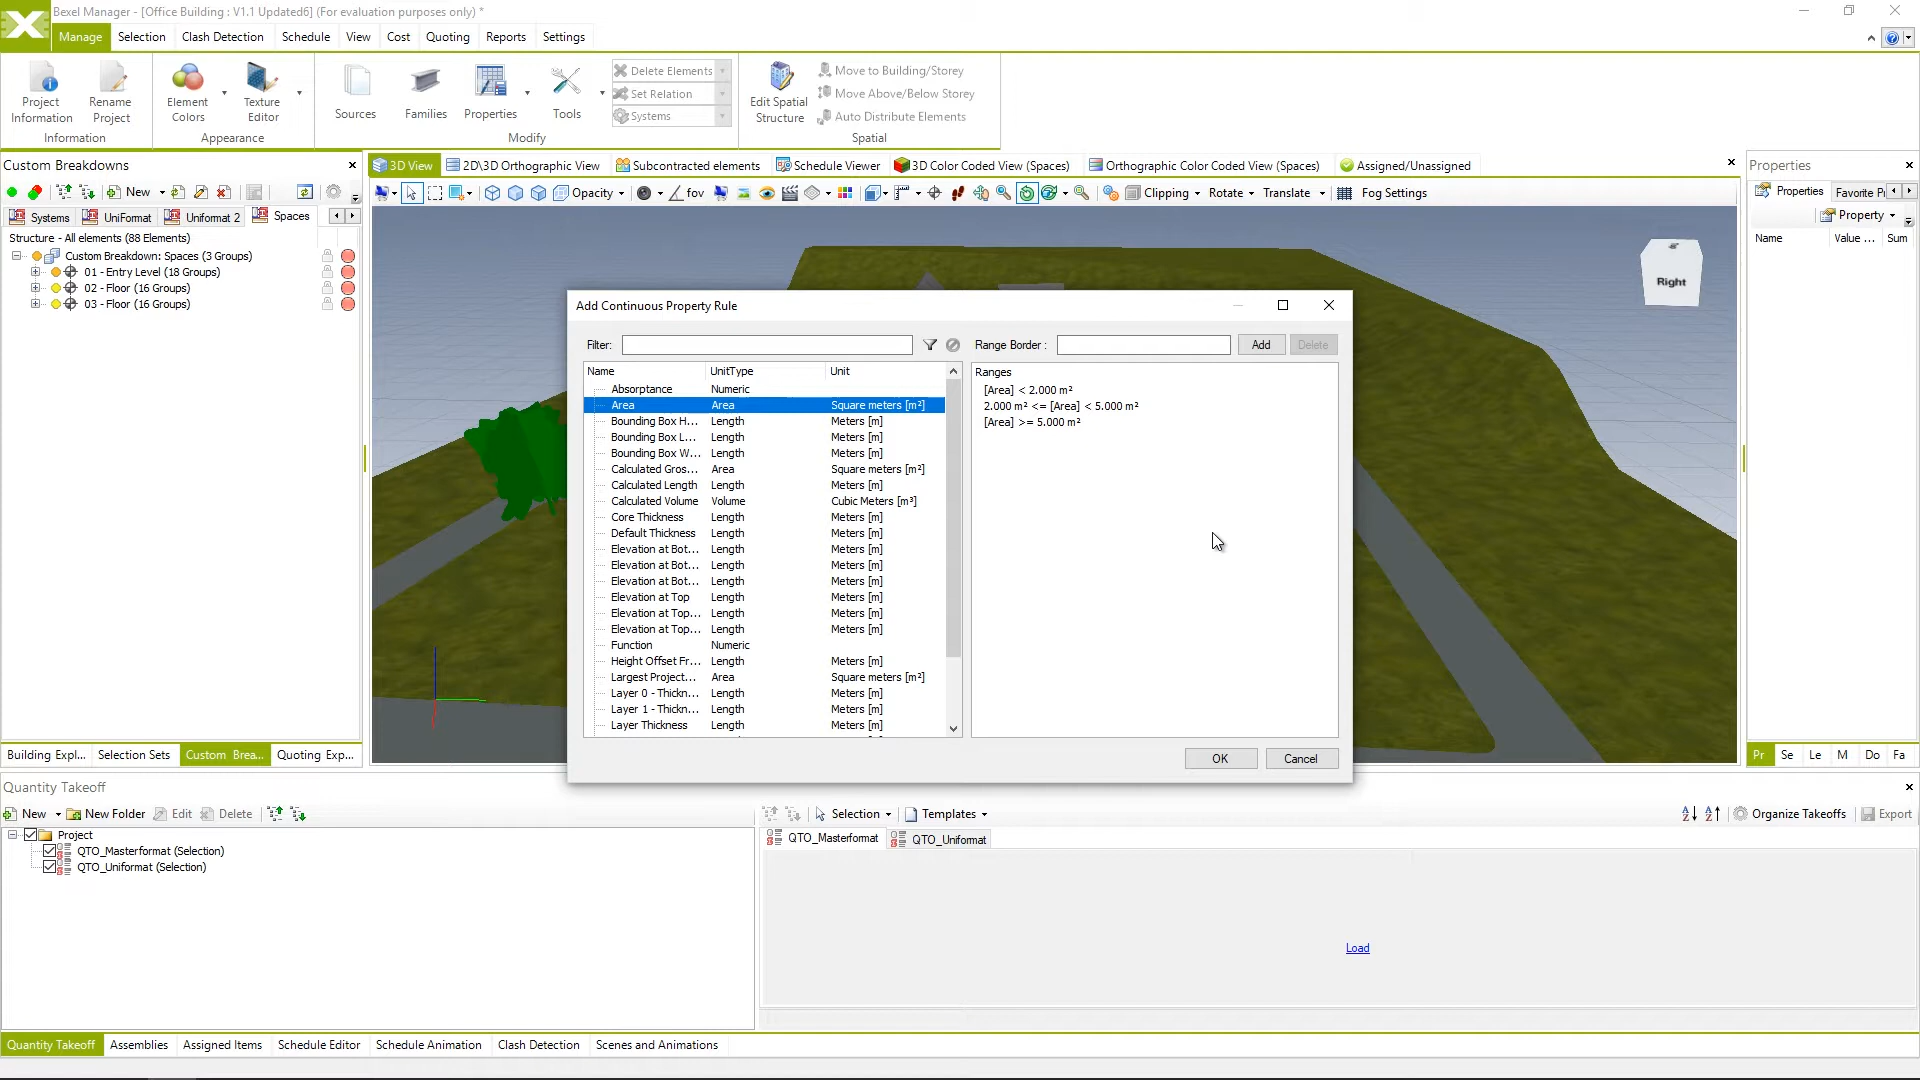 Bexel Manager - [Office Building : V1.1 Updated6] (For evaluation purposes only) *
Manage Selection Clash Detection Schedule View Cost Quoting Reports Settings
Project Information
Rename Project
Information
Element Colors
Texture Editor
Appearance
Sources
Families
Properties
Tools
Delete Elements
Set Relation
Systems
Modify
Edit Spatial Structure
Move to Building/Storey
Move Above/Below Storey
Auto Distribute Elements
Spatial
Custom Breakdowns
New
Systems UniFormat Uniformat 2 Spaces
Structure - All elements (88 Elements)
Custom Breakdown: Spaces (3 Groups)
01 - Entry Level (18 Groups)
02 - Floor (16 Groups)
03 - Floor (16 Groups)
Building Expl... Selection Sets Custom Brea... Quoting Exp...
3D View 2D\3D Orthographic View Subcontracted elements Schedule Viewer 3D Color Coded View (Spaces) Orthographic Color Coded View (Spaces) Assigned/Unassigned
Opacity fov Clipping Rotate Translate Fog Settings
Right
Add Continuous Property Rule
Filter:
Name UnitType Unit
Absorptance Numeric
Area Area Square meters [m²]
Bounding Box H... Length Meters [m]
Bounding Box L... Length Meters [m]
Bounding Box W... Length Meters [m]
Calculated Gros... Area Square meters [m²]
Calculated Length Length Meters [m]
Calculated Volume Volume Cubic Meters [m³]
Core Thickness Length Meters [m]
Default Thickness Length Meters [m]
Elevation at Bot... Length Meters [m]
Elevation at Bot... Length Meters [m]
Elevation at Bot... Length Meters [m]
Elevation at Top Length Meters [m]
Elevation at Top... Length Meters [m]
Elevation at Top... Length Meters [m]
Function Numeric
Height Offset Fr... Length Meters [m]
Largest Project... Area Square meters [m²]
Layer 0 - Thickn... Length Meters [m]
Layer 1 - Thickn... Length Meters [m]
Layer Thickness Length Meters [m]
Range Border : Add Delete
Ranges
[Area] < 2.000 m²
2.000 m² <= [Area] < 5.000 m²
[Area] >= 5.000 m²
OK Cancel
Properties
Properties Favorite Pr
Property
Name Value ... Sum
Pr Se Le M Do Fa
Quantity Takeoff
New New Folder Edit Delete
Project
QTO_Masterformat (Selection)
QTO_Uniformat (Selection)
Selection Templates Organize Takeoffs Export
QTO_Masterformat QTO_Uniformat
Load
Quantity Takeoff Assemblies Assigned Items Schedule Editor Schedule Animation Clash Detection Scenes and Animations